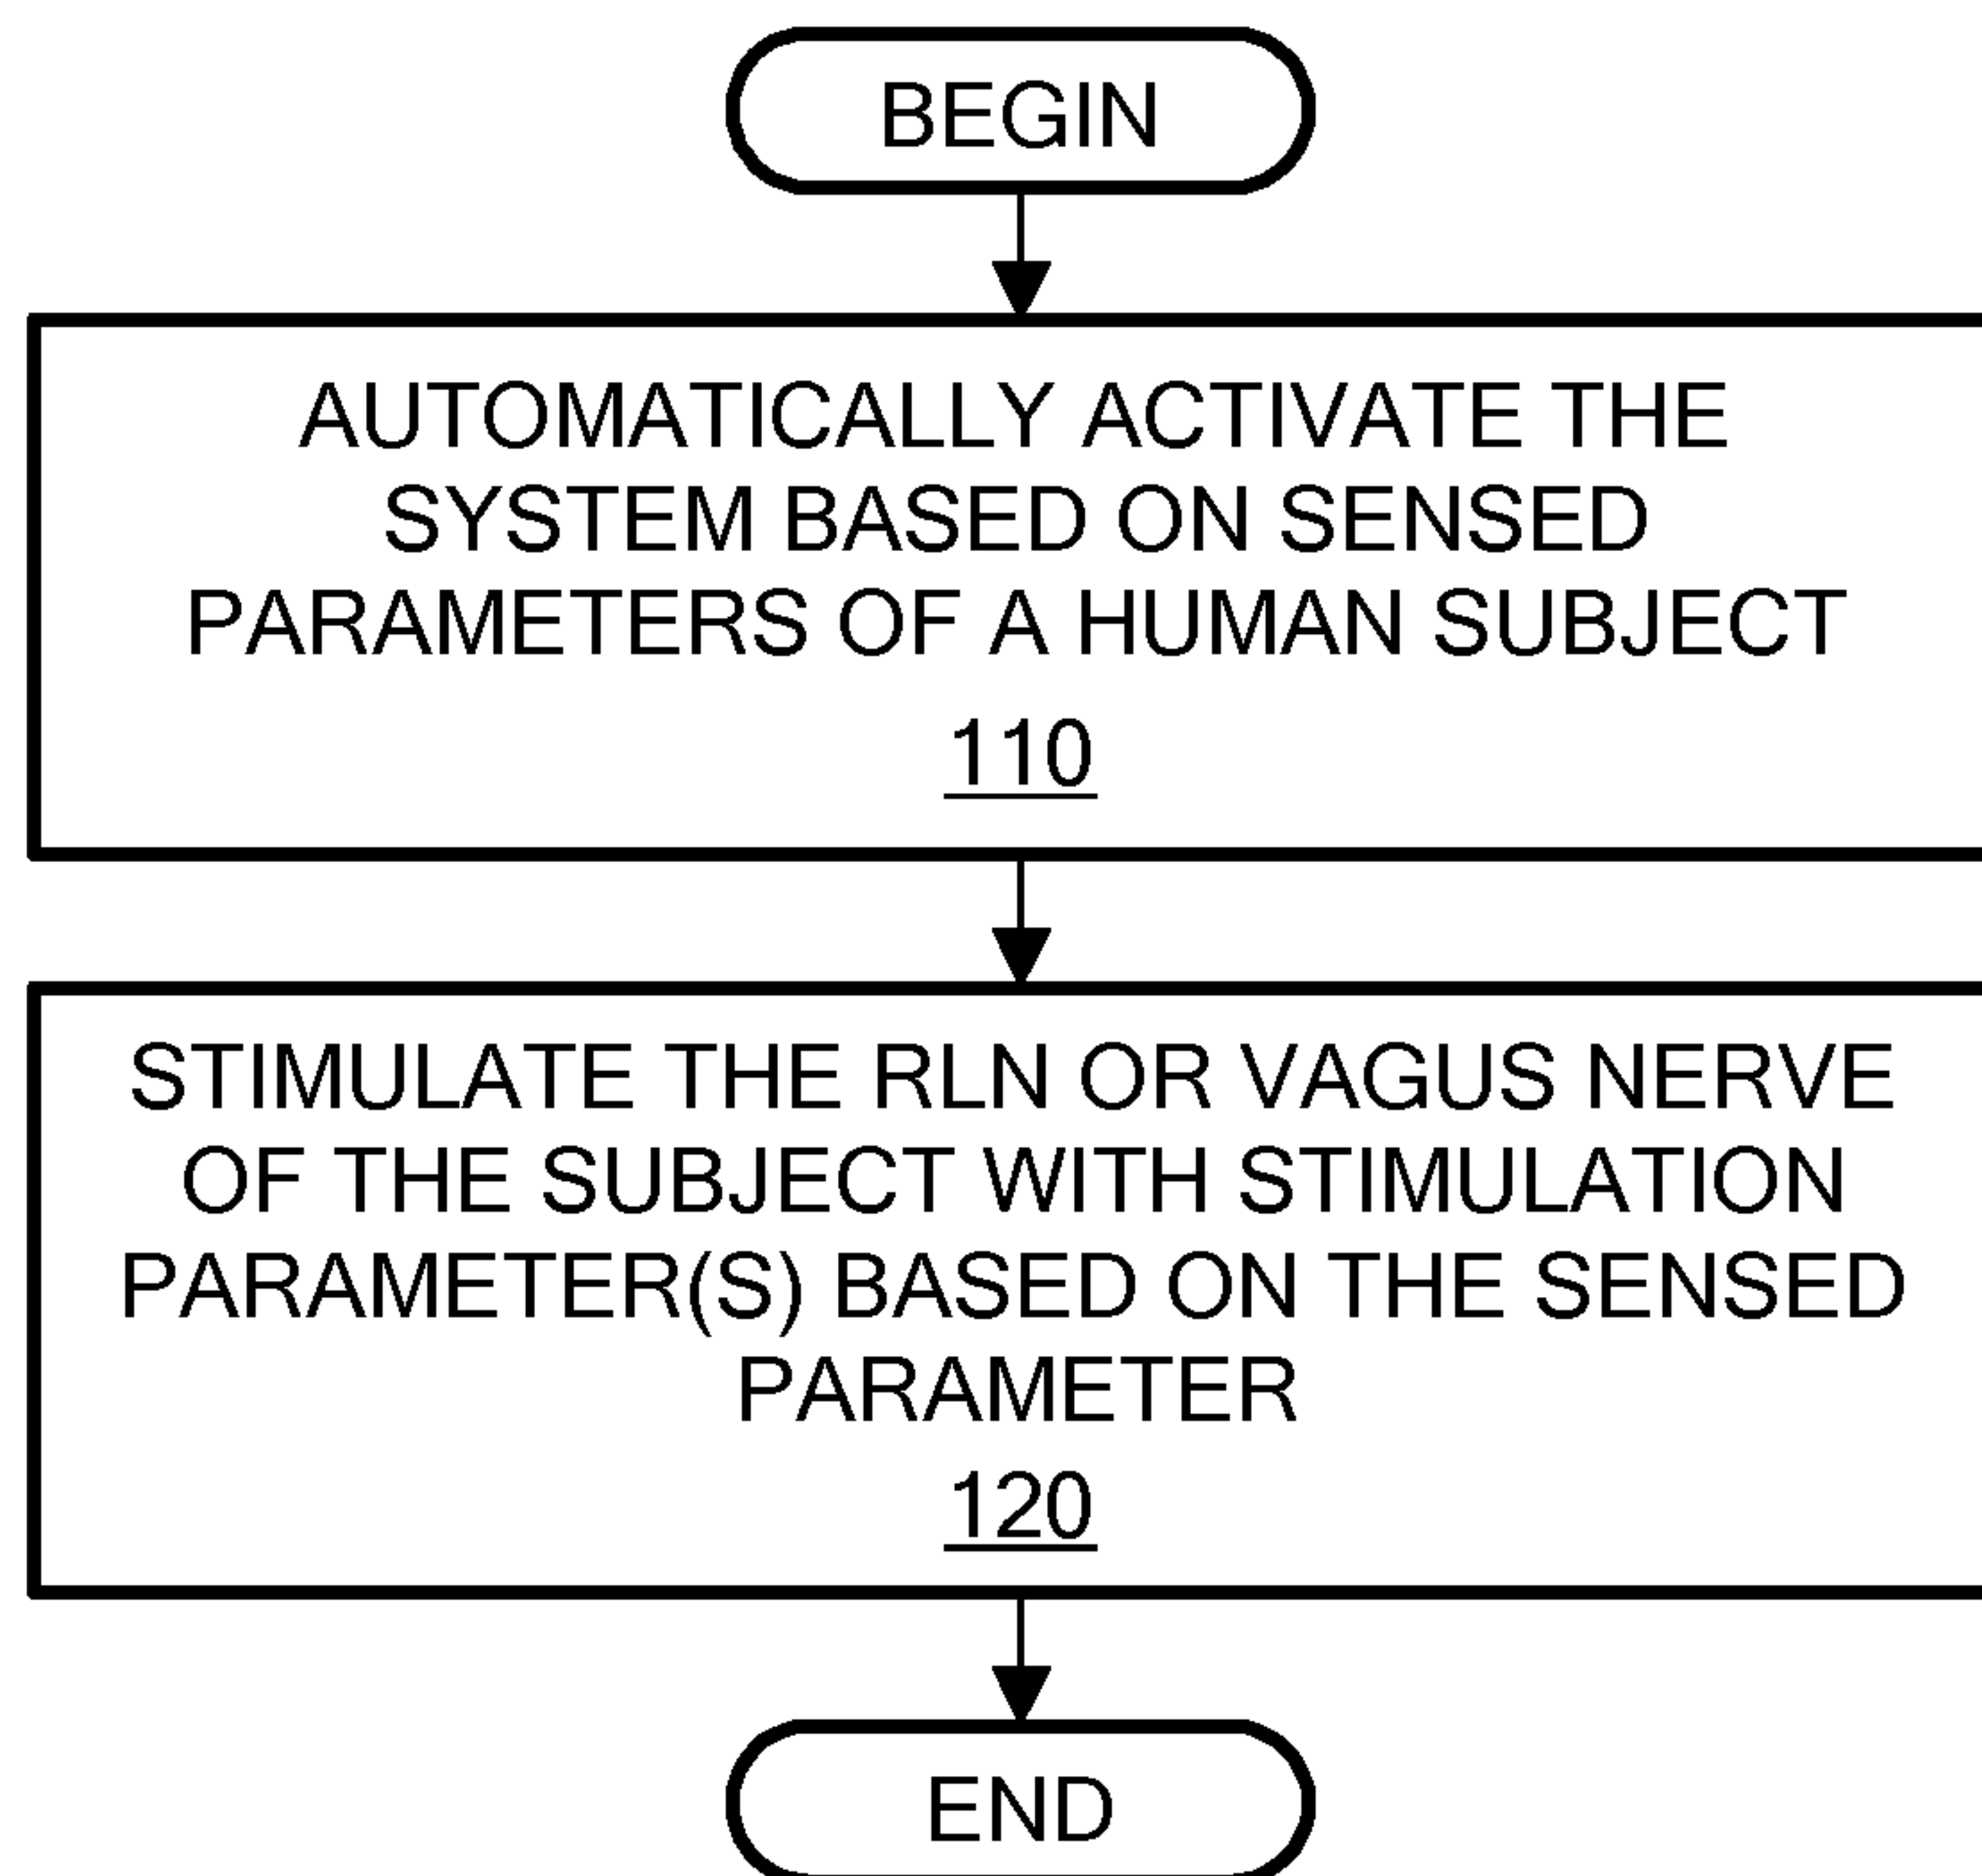 BEGIN
AUTOMATICALLY ACTIVATE THE
SYSTEM BASED ON SENSED
PARAMETERS OF A HUMAN SUBJECT
110
STIMULATE THE RLN OR VAGUS NERVE
OF THE SUBJECT WITH STIMULATION
PARAMETER(S) BASED ON THE SENSED
PARAMETER
120
END